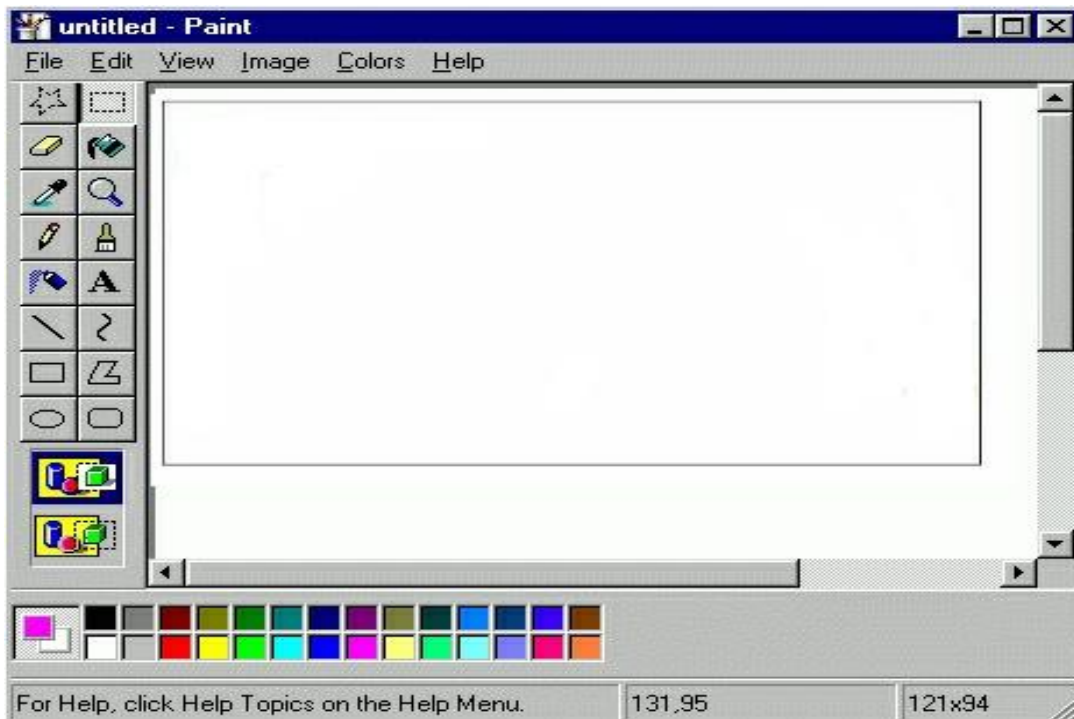 untitled - Paint
File Edit View Image Colors Help
A
For Help, click Help Topics on the Help Menu. 131,95 121x94